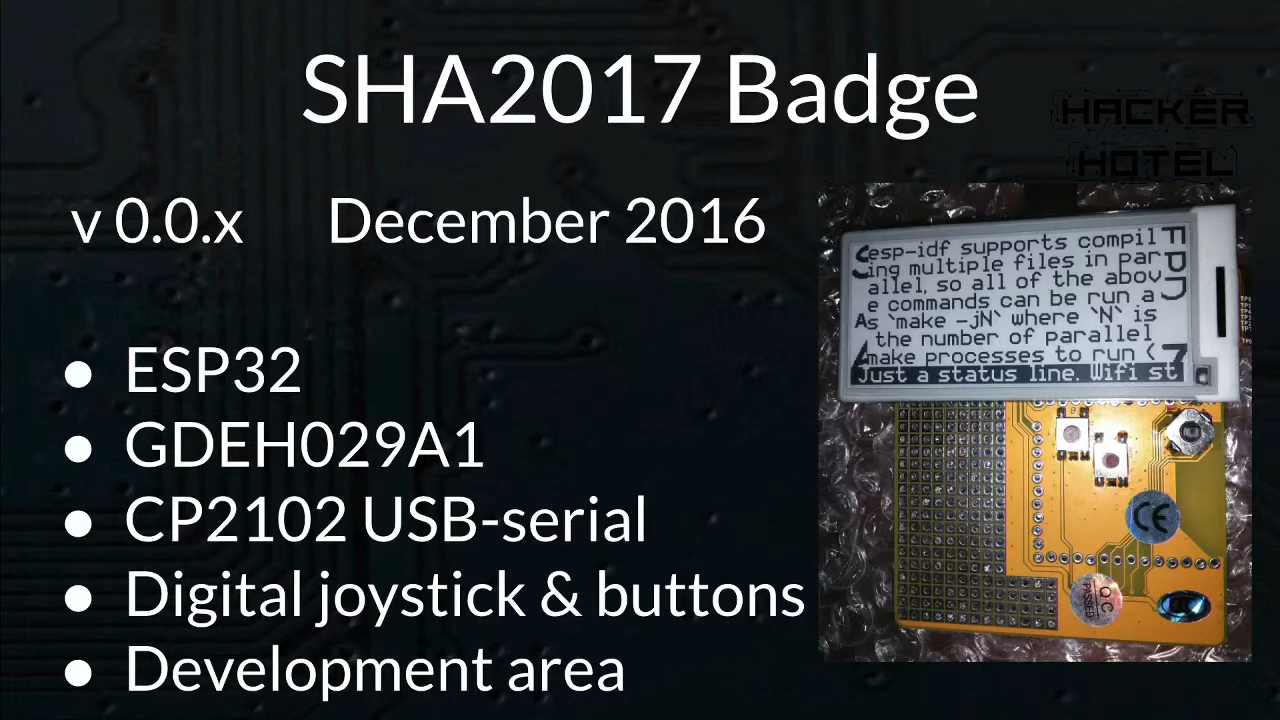 SHA2017 Badge
HACKER
HOTEL
v 0.0.x December 2016
● ESP32
● GDEH029A1
● CP2102 USB-serial
● Digital joystick & buttons
● Development area
esp-idf supports compil
ing multiple files in par
allel, so all of the abov
e commands can be run a
s `make -jN` where `N` is
the number of parallel
make processes to run (
Just a status line. Wifi st
CE
QC
PASSED